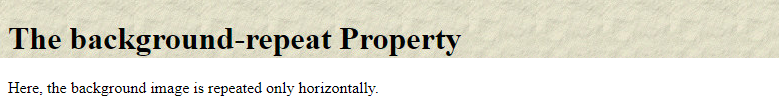 The background-repeat Property
Here, the background image is repeated only horizontally.